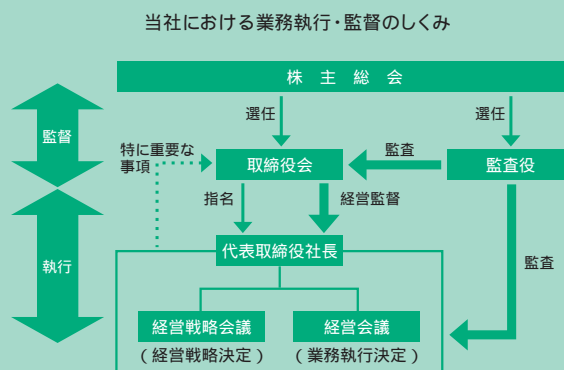 当社における業務執行・監督のしくみ
株主総会
選任
選任
監督
特に重要な
事項
取締役会
監査
監査役
指名
経営監督
代表取締役社長
執行
監査
経営戦略会議
経営会議
（経営戦略決定）
（業務執行決定）